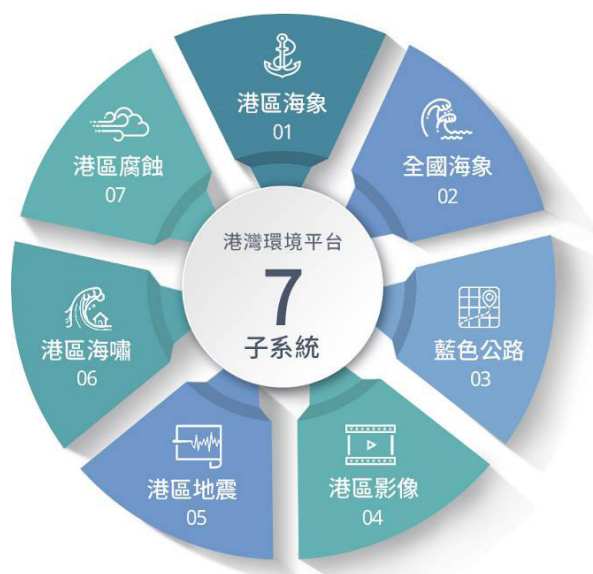 港灣環境平台
7
子系統
港區海象
01
全國海象
02
藍色公路
03
港區影像
04
港區地震
05
港區海嘯
06
港區腐蝕
07